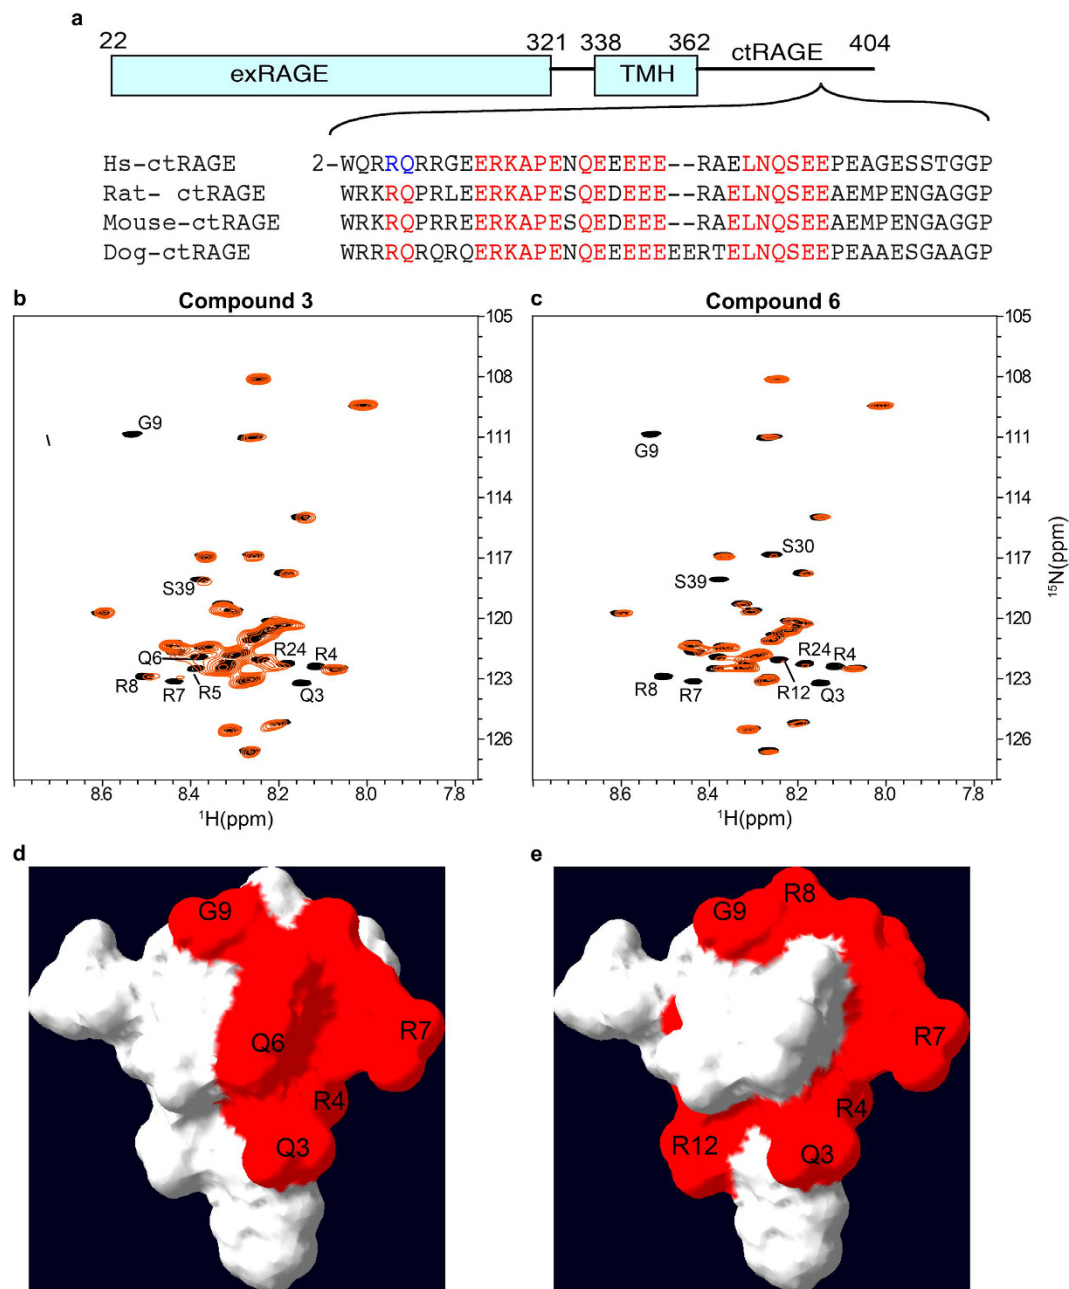 a
22 321 338 362 ctRAGE 404
exRAGE TMH
Hs-ctRAGE 2-WQRRQRRGEERKAPENQEEEEE--RAELNQSEEPEAGESSTGGP
Rat- ctRAGE WRKRQPRLEERKAPESQEDEEE--RAELNQSEEAEMPENGAGGP
Mouse-ctRAGE WRKRQPRREERKAPESQEDEEE--RAELNQSEEAEMPENGAGGP
Dog-ctRAGE WRRRQRQRQERKAPENQEEEEEEERTELNQSEEPEAAESGAAGP
b Compound 3 c Compound 6
105
108
G9
111
G9
114
117
S30
S39
S39
120
Q6 R24 R4
R24 R4
R8 R7 R5 Q3
R8 R7 R12 Q3
123
126
8.6 8.4 8.2 8.0 7.8
¹H(ppm)
105
108
111
114
117
120
123
126
¹⁵N(ppm)
8.6 8.4 8.2 8.0 7.8
¹H(ppm)
d
G9
Q6
R7
R4
Q3
e
R8
G9
R7
R4
R12
Q3